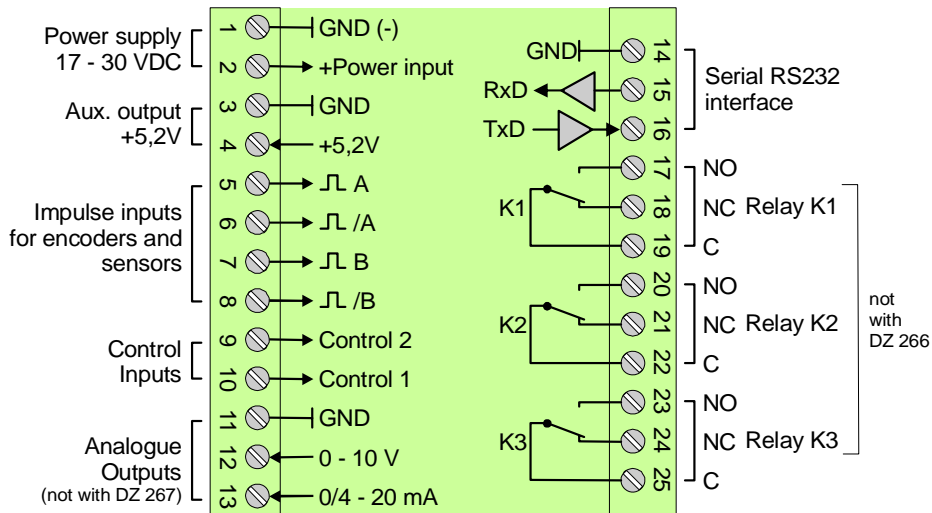 Power supply
17 - 30 VDC
Aux. output
+5,2V
Impulse inputs
for encoders and
sensors
Control
Inputs
Analogue
Outputs
(not with DZ 267)
1 GND (-)
2 +Power input
3 GND
4 +5,2V
5 A
6 /A
7 B
8 /B
9 Control 2
10 Control 1
11 GND
12 0 - 10 V
13 0/4 - 20 mA
GND 14
RxD 15
TxD 16
Serial RS232
interface
17 NO
K1 18 NC Relay K1
19 C
20 NO
K2 21 NC Relay K2
22 C
23 NO
K3 24 NC Relay K3
25 C
not
with
DZ 266